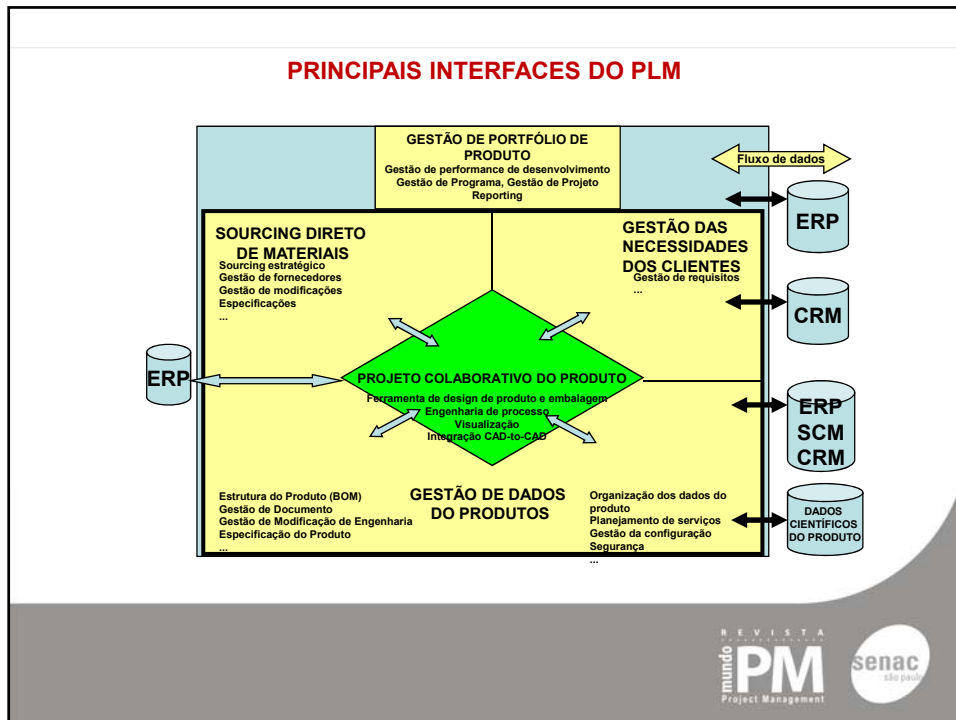 PRINCIPAIS INTERFACES DO PLM
GESTÃO DE PORTFÓLIO DE
PRODUTO
Gestão de performance de desenvolvimento
Gestão de Programa, Gestão de Projeto
Reporting
Fluxo de dados
ERP
SOURCING DIRETO
DE MATERIAIS
Sourcing estratégico
Gestão de fornecedores
Gestão de modificações
Especificações
...
GESTÃO DAS
NECESSIDADES
DOS CLIENTES
Gestão de requisitos
...
CRM
ERP
PROJETO COLABORATIVO DO PRODUTO
Ferramenta de design de produto e embalagem
Engenharia de processo
Visualização
Integração CAD-to-CAD
ERP
SCM
CRM
Estrutura do Produto (BOM)
Gestão de Documento
Gestão de Modificação de Engenharia
Especificação do Produto
...
GESTÃO DE DADOS
DO PRODUTOS
Organização dos dados do
produto
Planejamento de serviços
Gestão da configuração
Segurança
...
DADOS
CIENTÍFICOS
DO PRODUTO
REVISTA
mundo
PM
Project Management
senac
são paulo